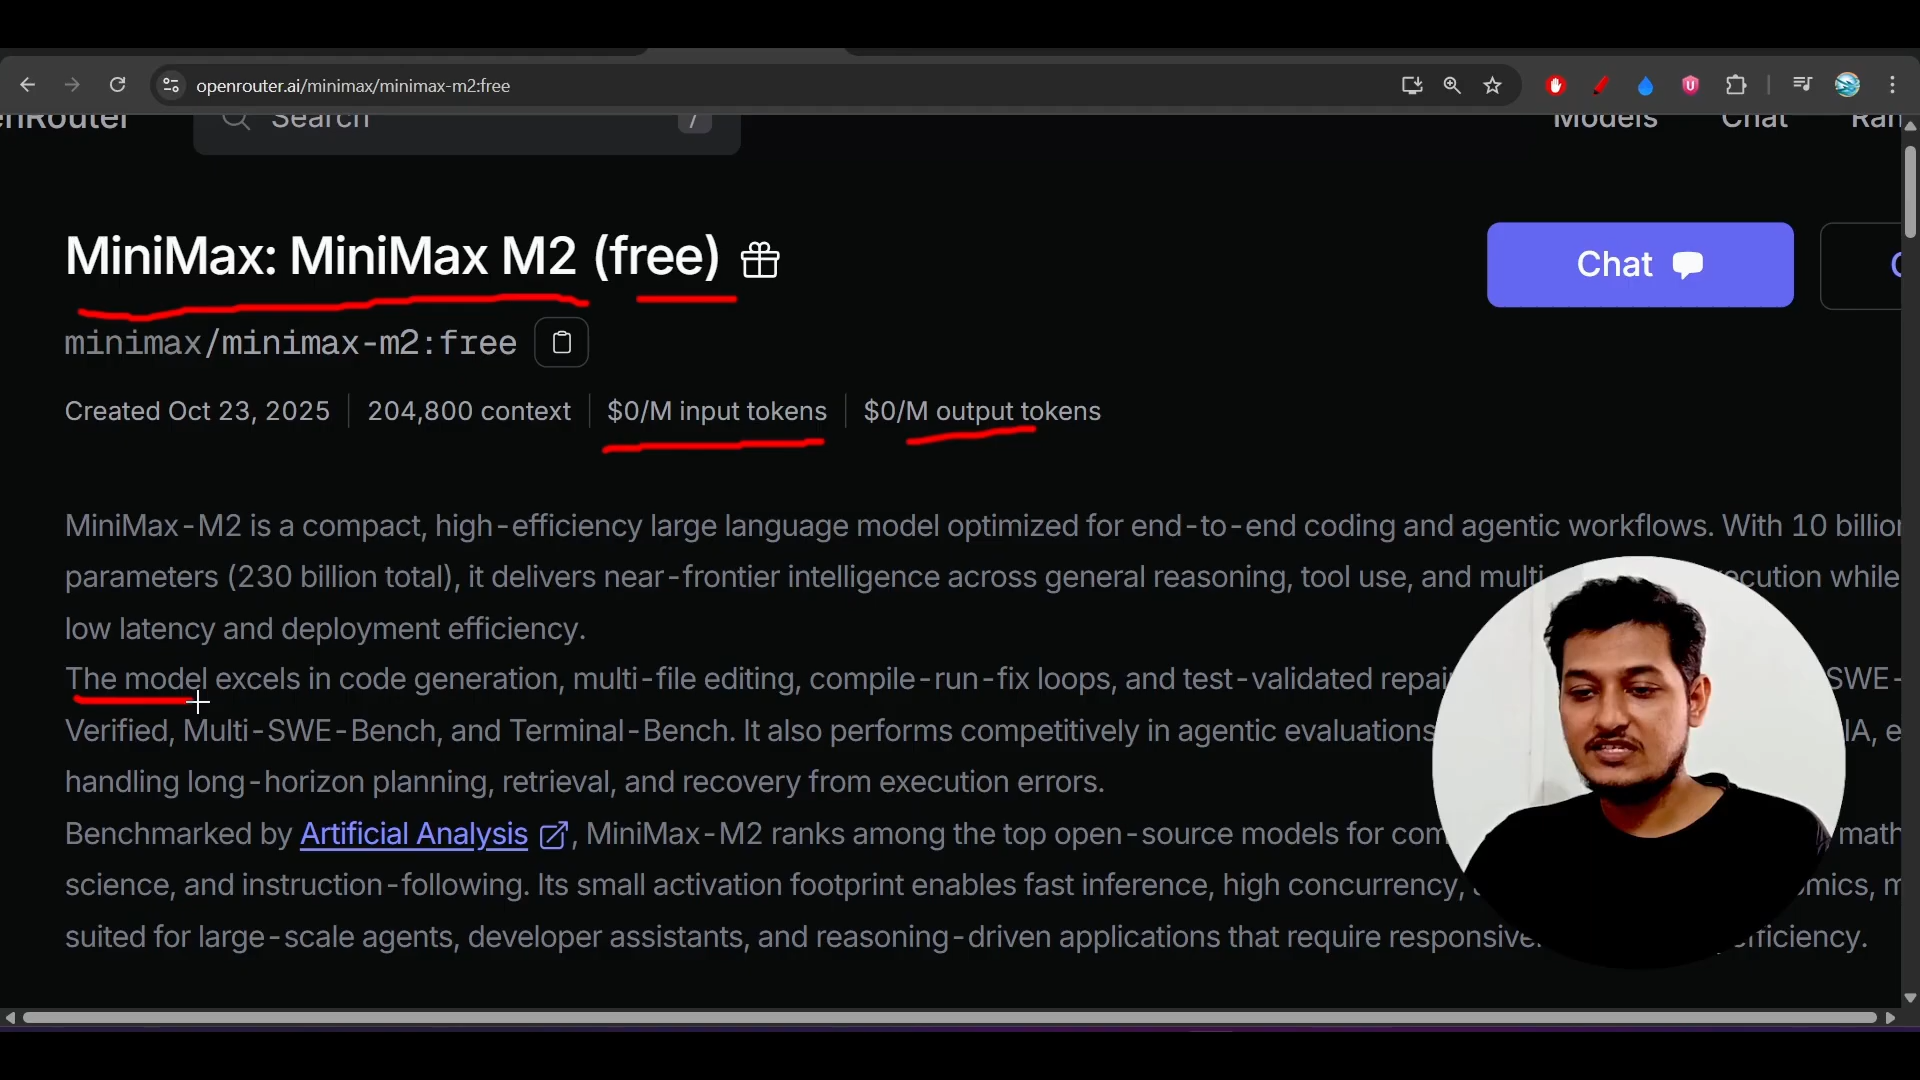 openrouter.ai/minimax/minimax-m2:free
Search /
Models Chat
MiniMax: MiniMax M2 (free)
Chat
minimax/minimax-m2:free
Created Oct 23, 2025 204,800 context $0/M input tokens $0/M output tokens
MiniMax-M2 is a compact, high-efficiency large language model optimized for end-to-end coding and agentic workflows. With 10
parameters (230 billion total), it delivers near-frontier intelligence across general reasoning, tool use, and while
low latency and deployment efficiency.
The model excels in code generation, multi-file editing, compile-run-fix loops, and test-validated SWE-
Verified, Multi-SWE-Bench, and Terminal-Bench. It also performs competitively in agentic evaluations
handling long-horizon planning, retrieval, and recovery from execution errors.
Benchmarked by Artificial Analysis, MiniMax-M2 ranks among the top open-source models for math
science, and instruction-following. Its small activation footprint enables fast inference, high concurrency,
suited for large-scale agents, developer assistants, and reasoning-driven applications that require